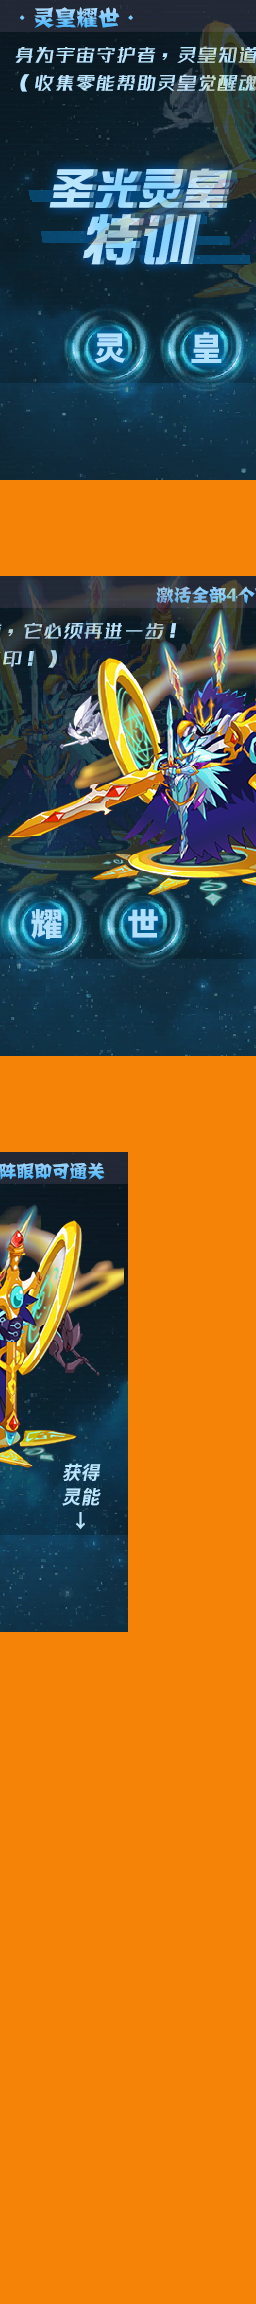 ·灵皇耀世·
身为宇宙守护者，灵皇知道
（收集零能帮助灵皇觉醒魂
圣光灵皇
特训
灵 皇
激活全部4个
，它必须再进一步！
印！）
耀 世
阵眼即可通关
获得
灵能
↓